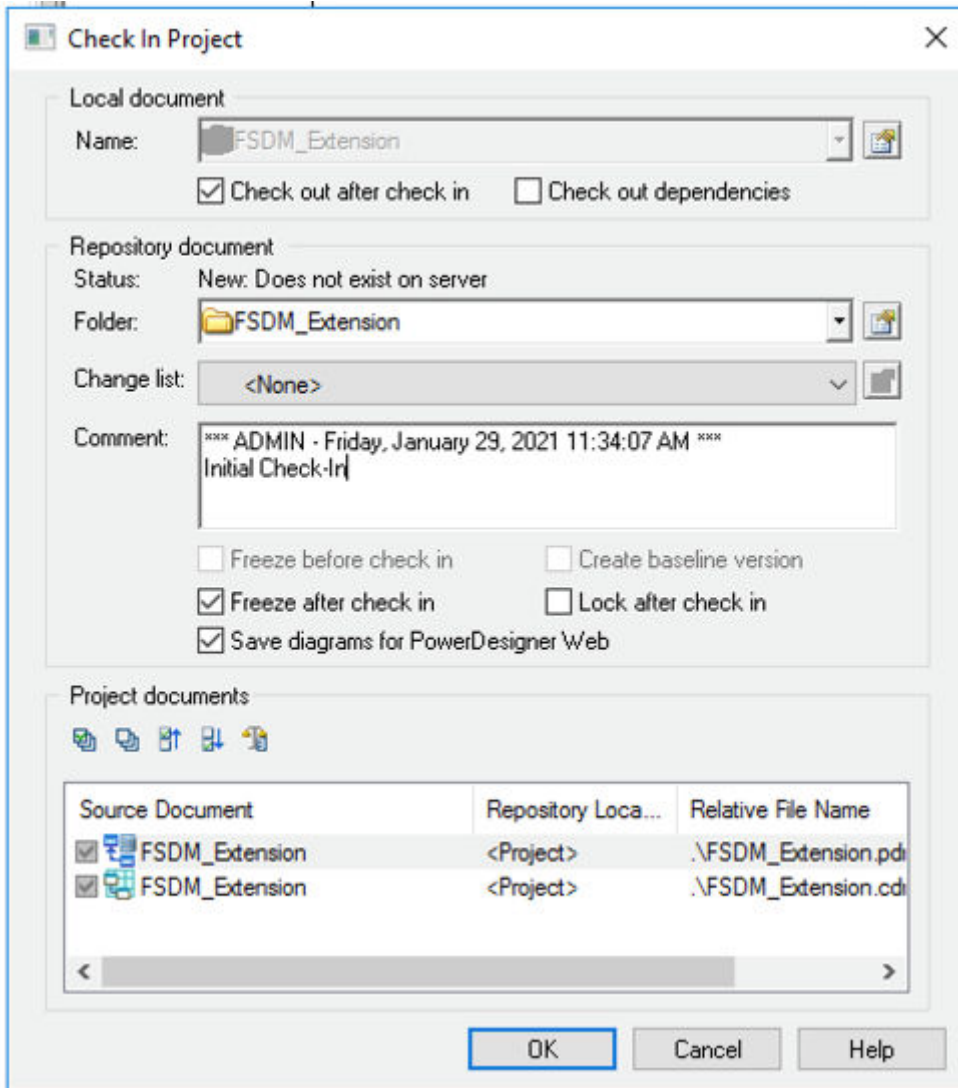 Check In Project
Local document
Name: FSDM_Extension
Check out after check in Check out dependencies
Repository document
Status: New: Does not exist on server
Folder: FSDM_Extension
Change list: <None>
Comment: *** ADMIN - Friday, January 29, 2021 11:34:07 AM ***
Initial Check-In
Freeze before check in Create baseline version
Freeze after check in Lock after check in
Save diagrams for PowerDesigner Web
Project documents
Source Document Repository Loca... Relative File Name
FSDM_Extension <Project> .\FSDM_Extension.pd
FSDM_Extension <Project> .\FSDM_Extension.cd
OK Cancel Help